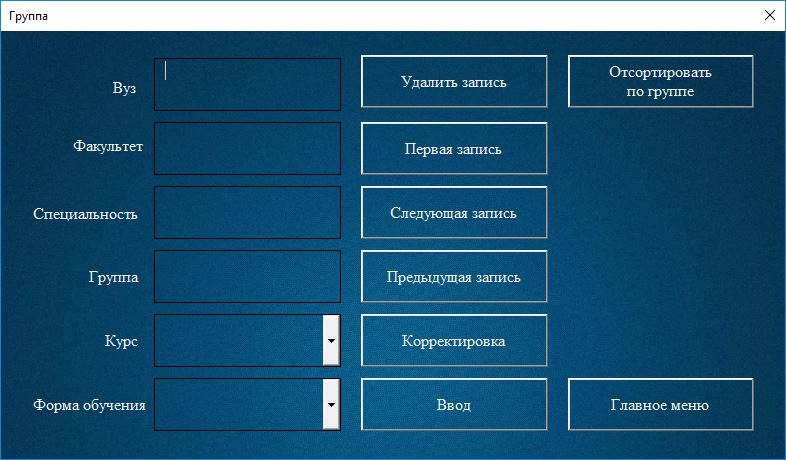 Группа
Вуз
Удалить запись
Отсортировать
по группе
Факультет
Первая запись
Специальность
Следующая запись
Группа
Предыдущая запись
Курс
Корректировка
Форма обучения
Ввод
Главное меню